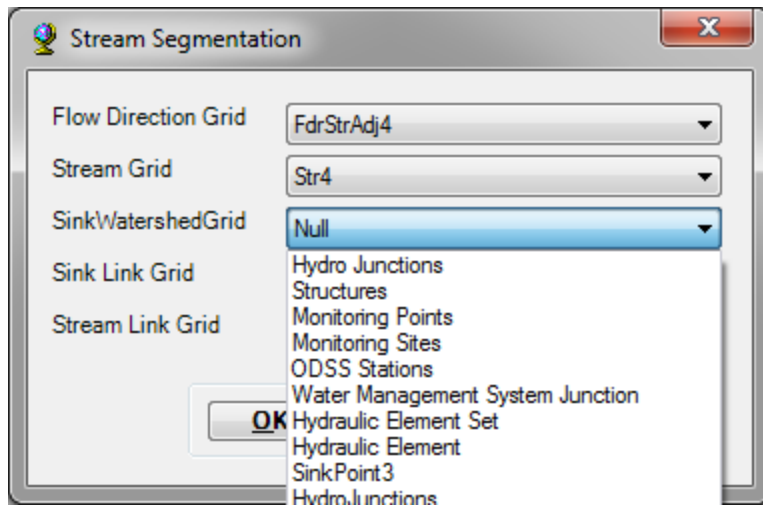 Stream Segmentation
Flow Direction Grid
FdrStrAdj4
Stream Grid
Str4
SinkWatershedGrid
Null
Sink Link Grid
Stream Link Grid
Hydro Junctions
Structures
Monitoring Points
Monitoring Sites
ODSS Stations
Water Management System Junction
Hydraulic Element Set
Hydraulic Element
SinkPoint3
HydroJunctions
OK